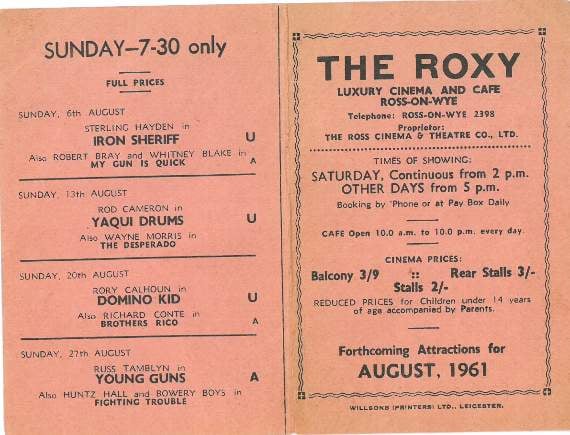 SUNDAY—7-30 only
FULL PRICES
SUNDAY, 6th AUGUST
STERLING HAYDEN in
IRON SHERIFF U
Also ROBERT BRAY and WHITNEY BLAKE in
MY GUN IS QUICK A
SUNDAY, 13th AUGUST
ROD CAMERON in
YAQUI DRUMS U
Also WAYNE MORRIS in
THE DESPERADO
SUNDAY, 20th AUGUST
RORY CALHOUN in
DOMINO KID U
Also RICHARD CONTE in
BROTHERS RICO A
SUNDAY, 27th AUGUST
RUSS TAMBLYN in
YOUNG GUNS A
Also HUNTZ HALL and BOWERY BOYS in
FIGHTING TROUBLE
THE ROXY
LUXURY CINEMA AND CAFE
ROSS-ON-WYE
Telephone: ROSS-ON-WYE 2398
Proprietor:
THE ROSS CINEMA & THEATRE CO., LTD.
TIMES OF SHOWING:
SATURDAY, Continuous from 2 p.m.
OTHER DAYS from 5 p.m.
Booking by 'Phone or at Pay Box Daily
CAFE Open 10.0 a.m. to 10.0 p.m. every day
CINEMA PRICES:
Balcony 3/9 :: Rear Stalls 3/-
Stalls 2/-
REDUCED PRICES for Children under 14 years
of age accompanied by Parents.
Forthcoming Attractions for
AUGUST, 1961
WILLSONS (PRINTERS) LTD., LEICESTER.